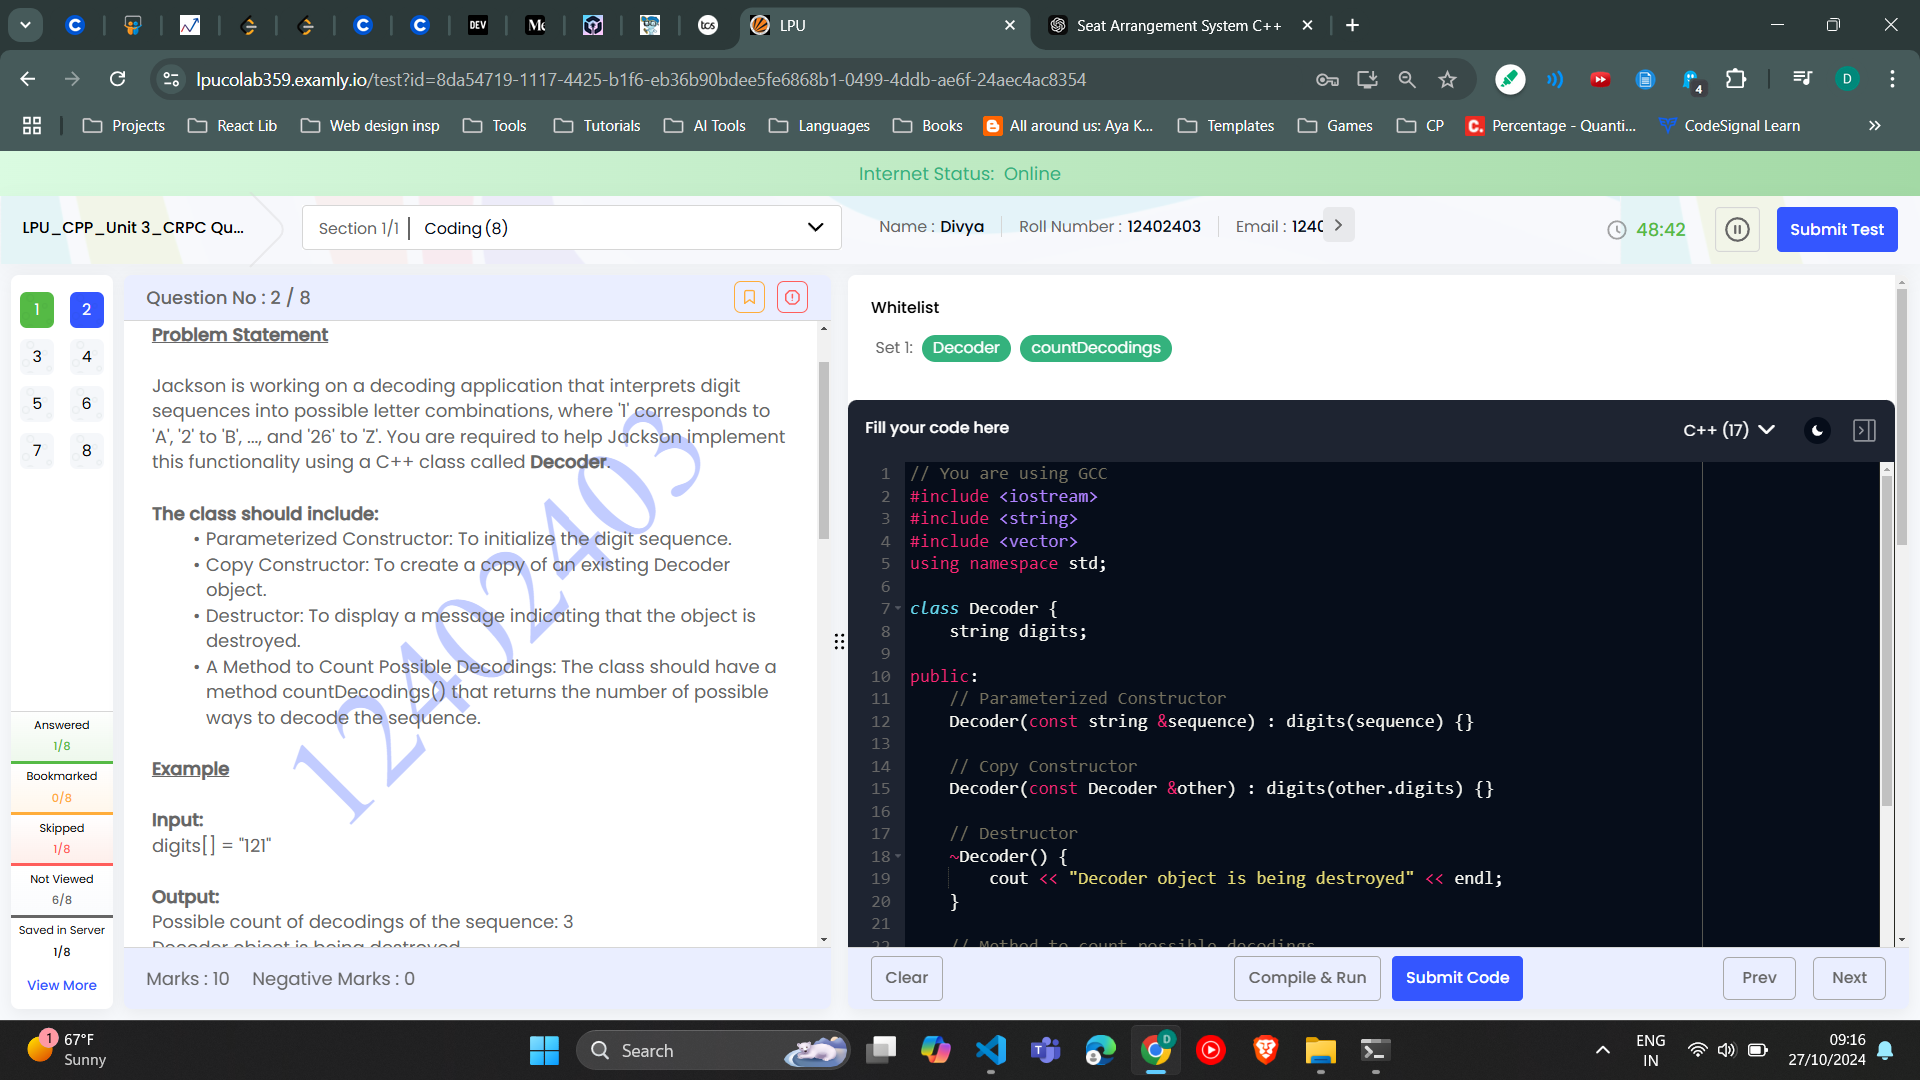 DEV
tcs
LPU
Seat Arrangement System C++
lpucolab359.examly.io/test?id=8da54719-1117-4425-b1f6-eb36b90bdee5fe6868b1-0499-4ddb-ae6f-24aec4ac8354
4
D
Projects
React Lib
Web design insp
Tools
Tutorials
AI Tools
Languages
Books
All around us: Aya K...
Templates
Games
CP
Percentage - Quanti...
CodeSignal Learn
Internet Status: Online
LPU_CPP_Unit 3_CRPC Qu...
Section 1/1 | Coding (8)
Name : Divya
Roll Number : 12402403
Email : 1240
48:42
Submit Test
1 2
3 4
5 6
7 8
Answered
1/8
Bookmarked
0/8
Skipped
1/8
Not Viewed
6/8
Saved in Server
1/8
View More
Question No : 2 / 8
Problem Statement
Jackson is working on a decoding application that interprets digit
sequences into possible letter combinations, where '1' corresponds to
'A', '2' to 'B', ..., and '26' to 'Z'. You are required to help Jackson implement
this functionality using a C++ class called Decoder.
The class should include:
• Parameterized Constructor: To initialize the digit sequence.
• Copy Constructor: To create a copy of an existing Decoder
object.
• Destructor: To display a message indicating that the object is
destroyed.
• A Method to Count Possible Decodings: The class should have a
method countDecodings() that returns the number of possible
ways to decode the sequence.
Example
Input:
digits[] = "121"
Output:
Possible count of decodings of the sequence: 3
Decoder object is being destroyed
12402403
Marks : 10 Negative Marks : 0
Whitelist
Set 1: Decoder countDecodings
Fill your code here
C++ (17)
1 // You are using GCC
2 #include <iostream>
3 #include <string>
4 #include <vector>
5 using namespace std;
6
7 class Decoder {
8 string digits;
9
10 public:
11 // Parameterized Constructor
12 Decoder(const string &sequence) : digits(sequence) {}
13
14 // Copy Constructor
15 Decoder(const Decoder &other) : digits(other.digits) {}
16
17 // Destructor
18 ~Decoder() {
19 cout << "Decoder object is being destroyed" << endl;
20 }
21
22 // Method to count possible decodings
Clear
Compile & Run
Submit Code
Prev
Next
1
67°F
Sunny
Search
D
ENG
IN
09:16
27/10/2024